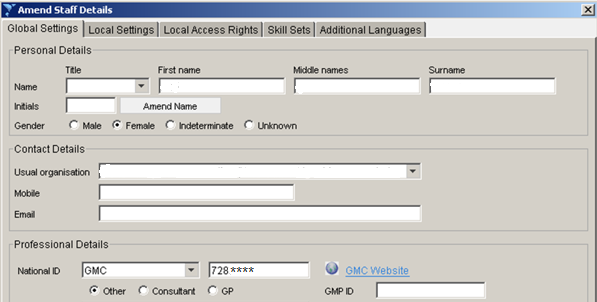 Amend Staff Details
Global Settings Local Settings Local Access Rights Skill Sets Additional Languages
Personal Details
Title First name Middle names Surname
Name
Initials Amend Name
Gender Male Female Indeterminate Unknown
Contact Details
Usual organisation
Mobile
Email
Professional Details
National ID GMC 728**** GMC Website
Other Consultant GP GMP ID